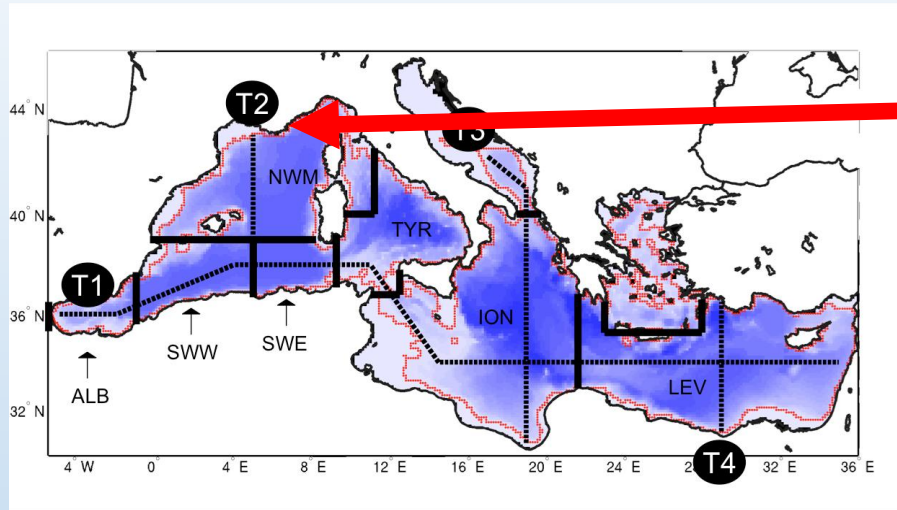 44° N
T2
T3
NWM
40° N
TYR
T1
36° N
ION
SWW
SWE
LEV
ALB
32° N
4° W
0°
4° E
8° E
12° E
16° E
20° E
24° E
T4
32° E
36° E